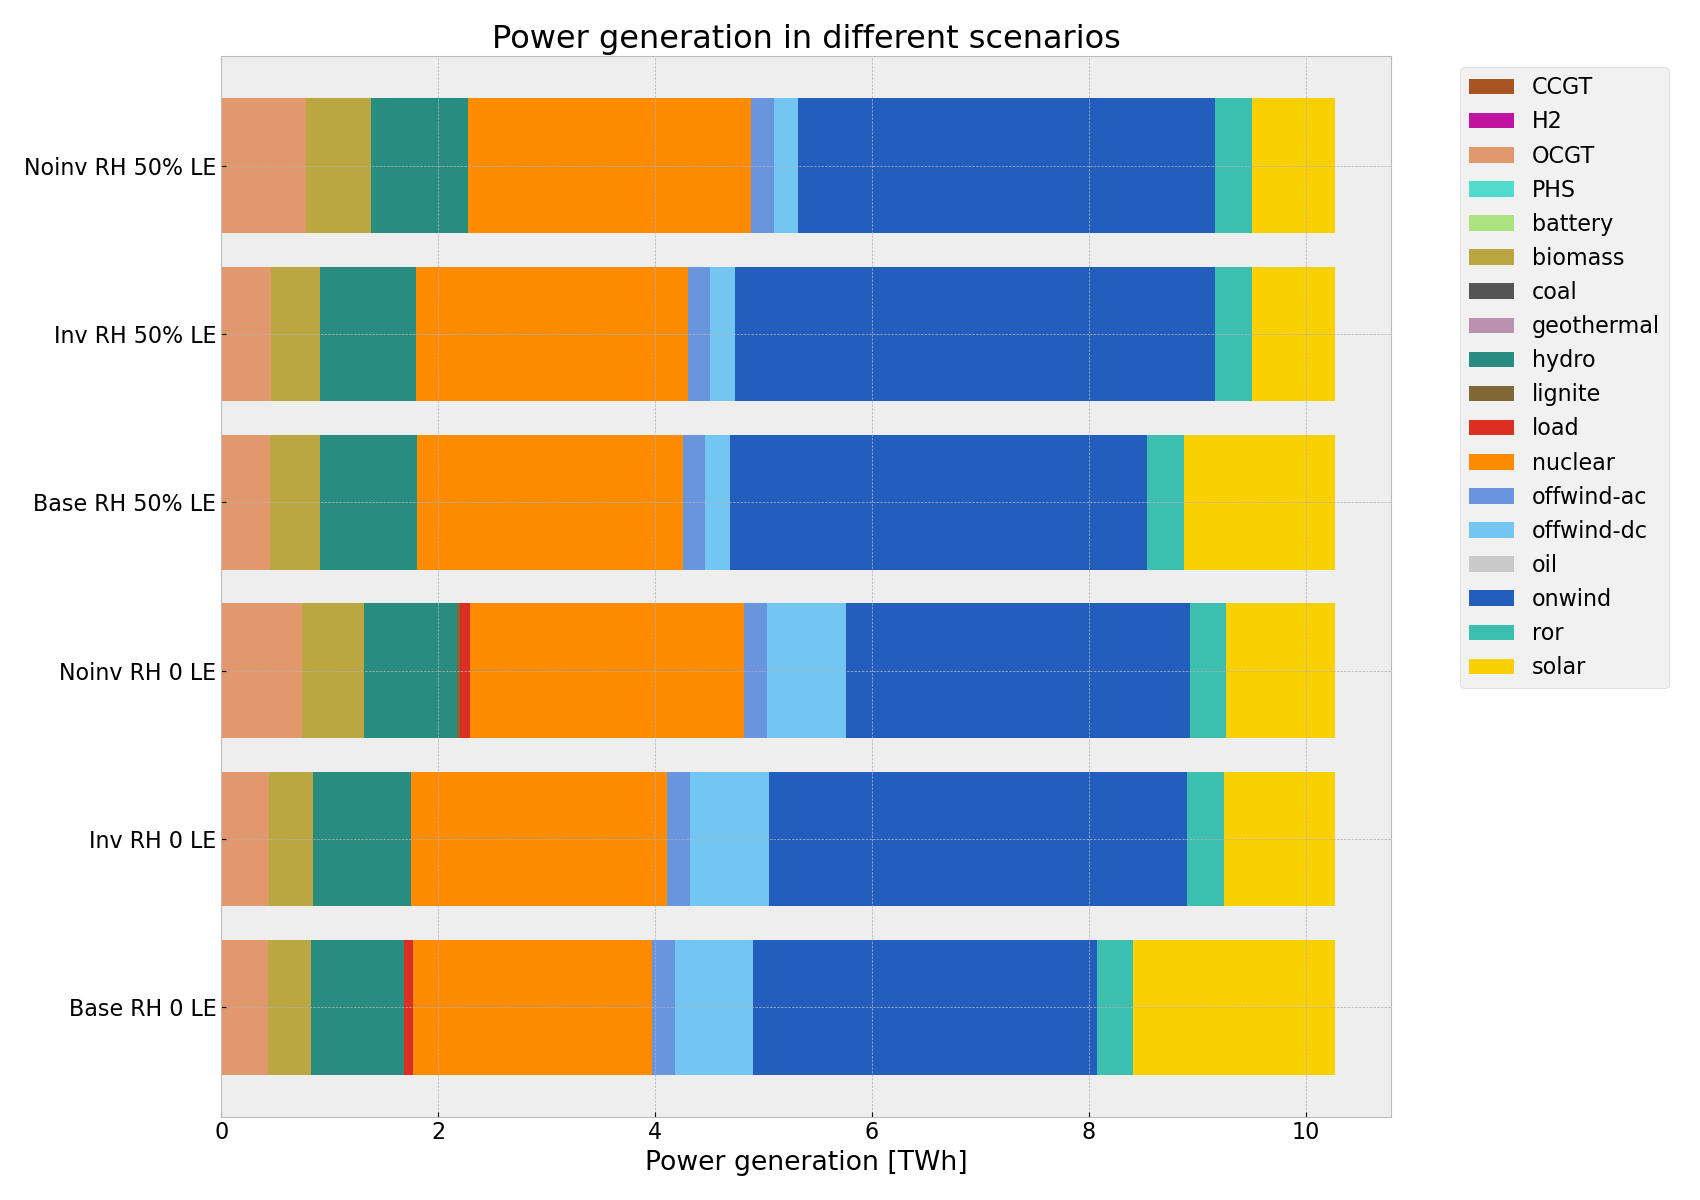 Power generation in different scenarios
Noinv RH 50% LE
Inv RH 50% LE
Base RH 50% LE
Noinv RH 0 LE
Inv RH 0 LE
Base RH 0 LE
0 2 4 6 8 10
Power generation [TWh]
CCGT
H2
OCGT
PHS
battery
biomass
coal
geothermal
hydro
lignite
load
nuclear
offwind-ac
offwind-dc
oil
onwind
ror
solar